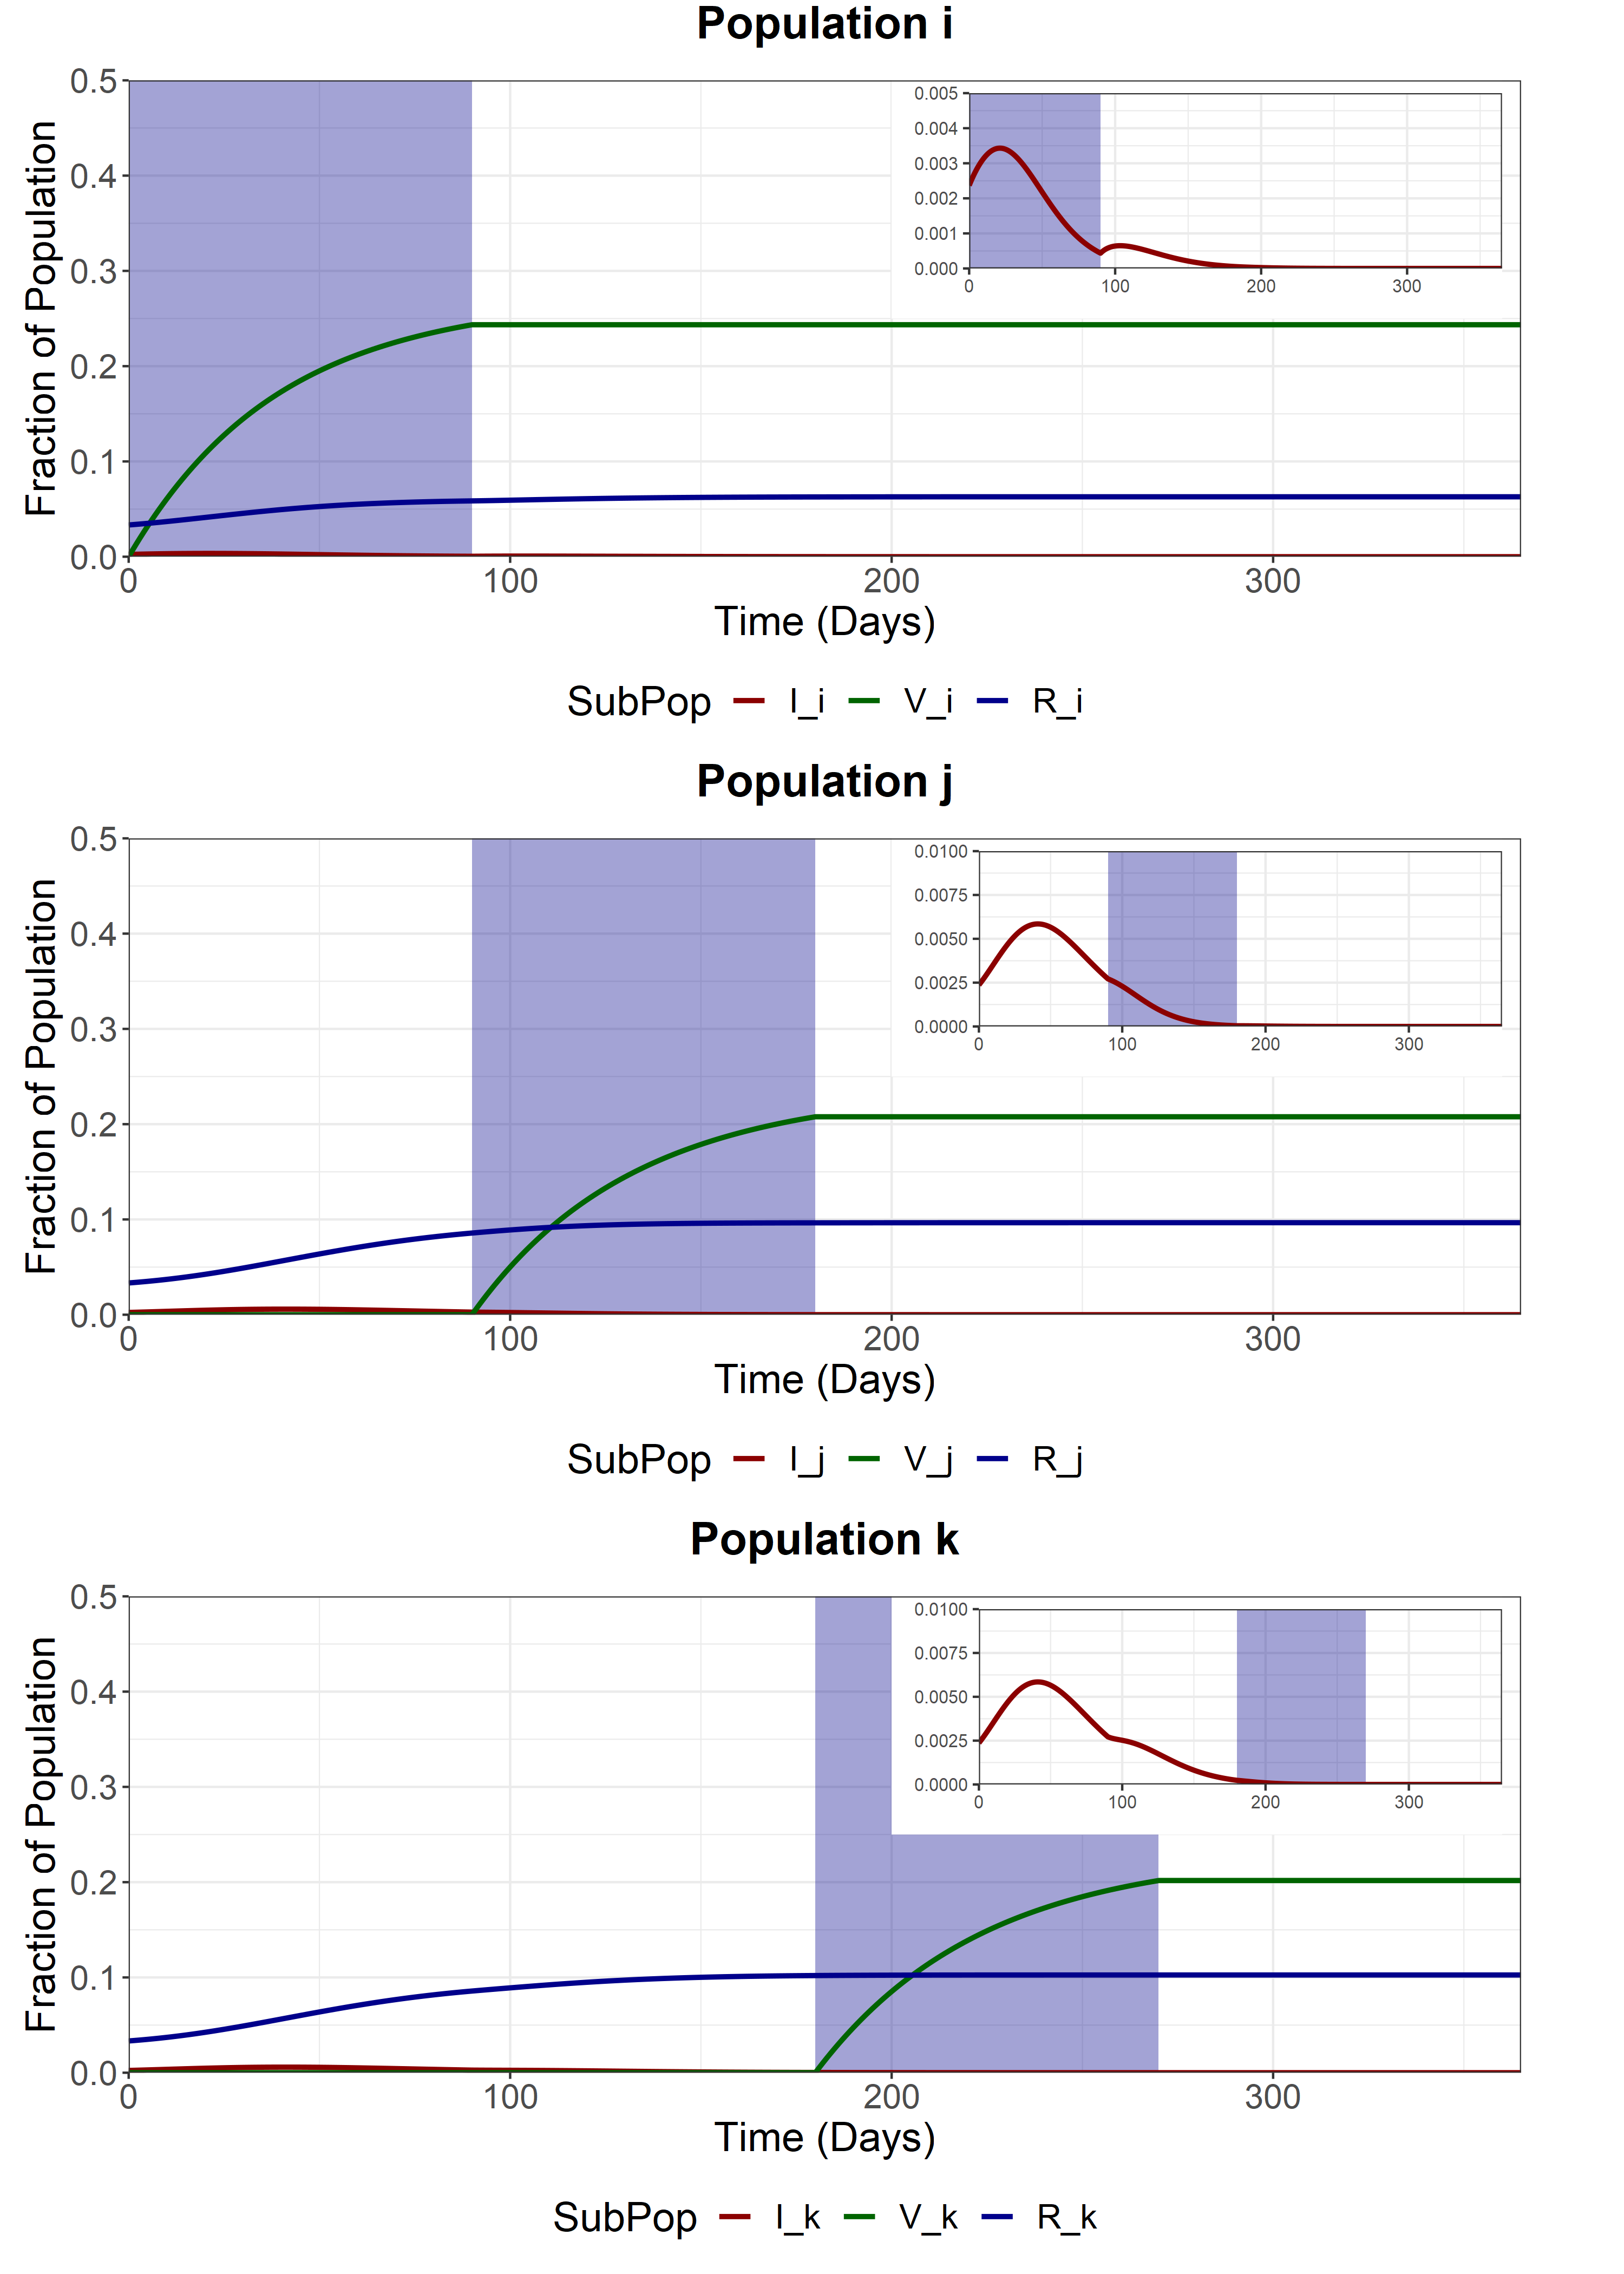 Population i
Fraction of Population
0.5
0.4
0.3
0.2
0.1
0.0
0 100 200 300
0.005
0.004
0.003
0.002
0.001
0.000
0 100 200 300
Time (Days)
SubPop I_i V_i R_i
Population j
Fraction of Population
0.5
0.4
0.3
0.2
0.1
0.0
0 100 200 300
0.0100
0.0075
0.0050
0.0025
0.0000
0 100 200 300
Time (Days)
SubPop I_j V_j R_j
Population k
Fraction of Population
0.5
0.4
0.3
0.2
0.1
0.0
0 100 200 300
0.0100
0.0075
0.0050
0.0025
0.0000
0 100 200 300
Time (Days)
SubPop I_k V_k R_k